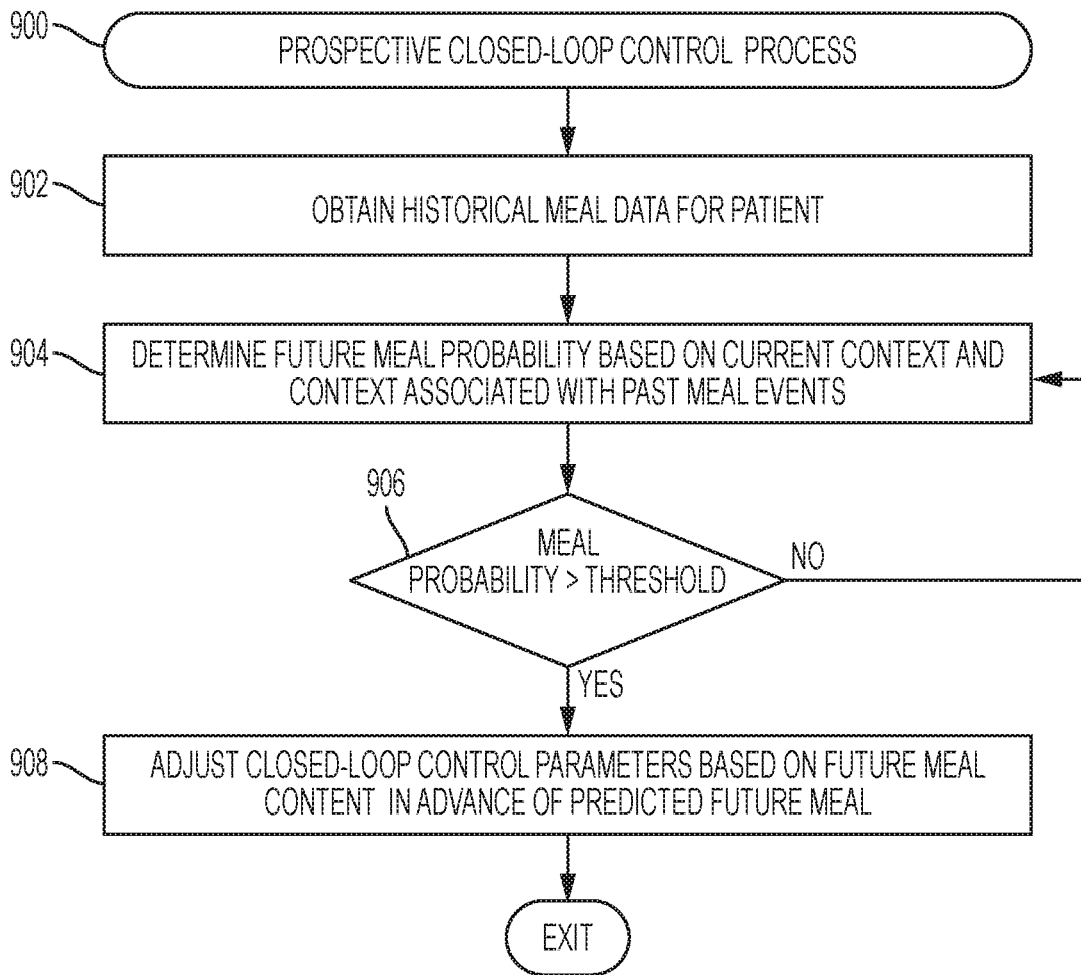 900
PROSPECTIVE CLOSED-LOOP CONTROL PROCESS
902
OBTAIN HISTORICAL MEAL DATA FOR PATIENT
904
DETERMINE FUTURE MEAL PROBABILITY BASED ON CURRENT CONTEXT AND
CONTEXT ASSOCIATED WITH PAST MEAL EVENTS
906
MEAL
PROBABILITY > THRESHOLD
NO
YES
908
ADJUST CLOSED-LOOP CONTROL PARAMETERS BASED ON FUTURE MEAL
CONTENT IN ADVANCE OF PREDICTED FUTURE MEAL
EXIT